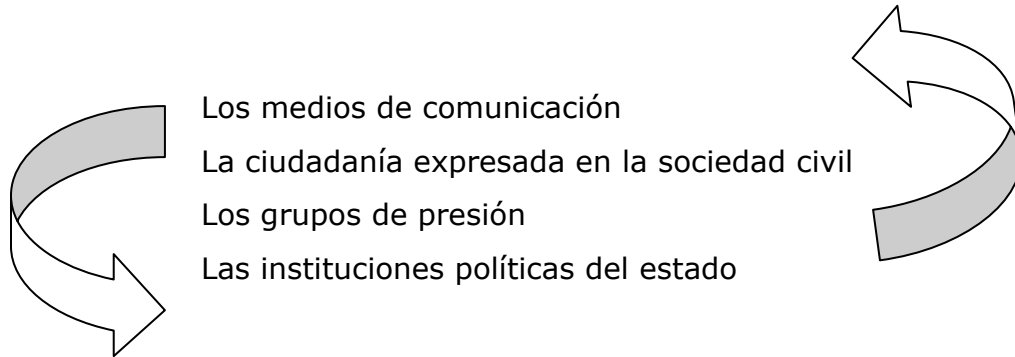 Los medios de comunicación
La ciudadanía expresada en la sociedad civil
Los grupos de presión
Las instituciones políticas del estado